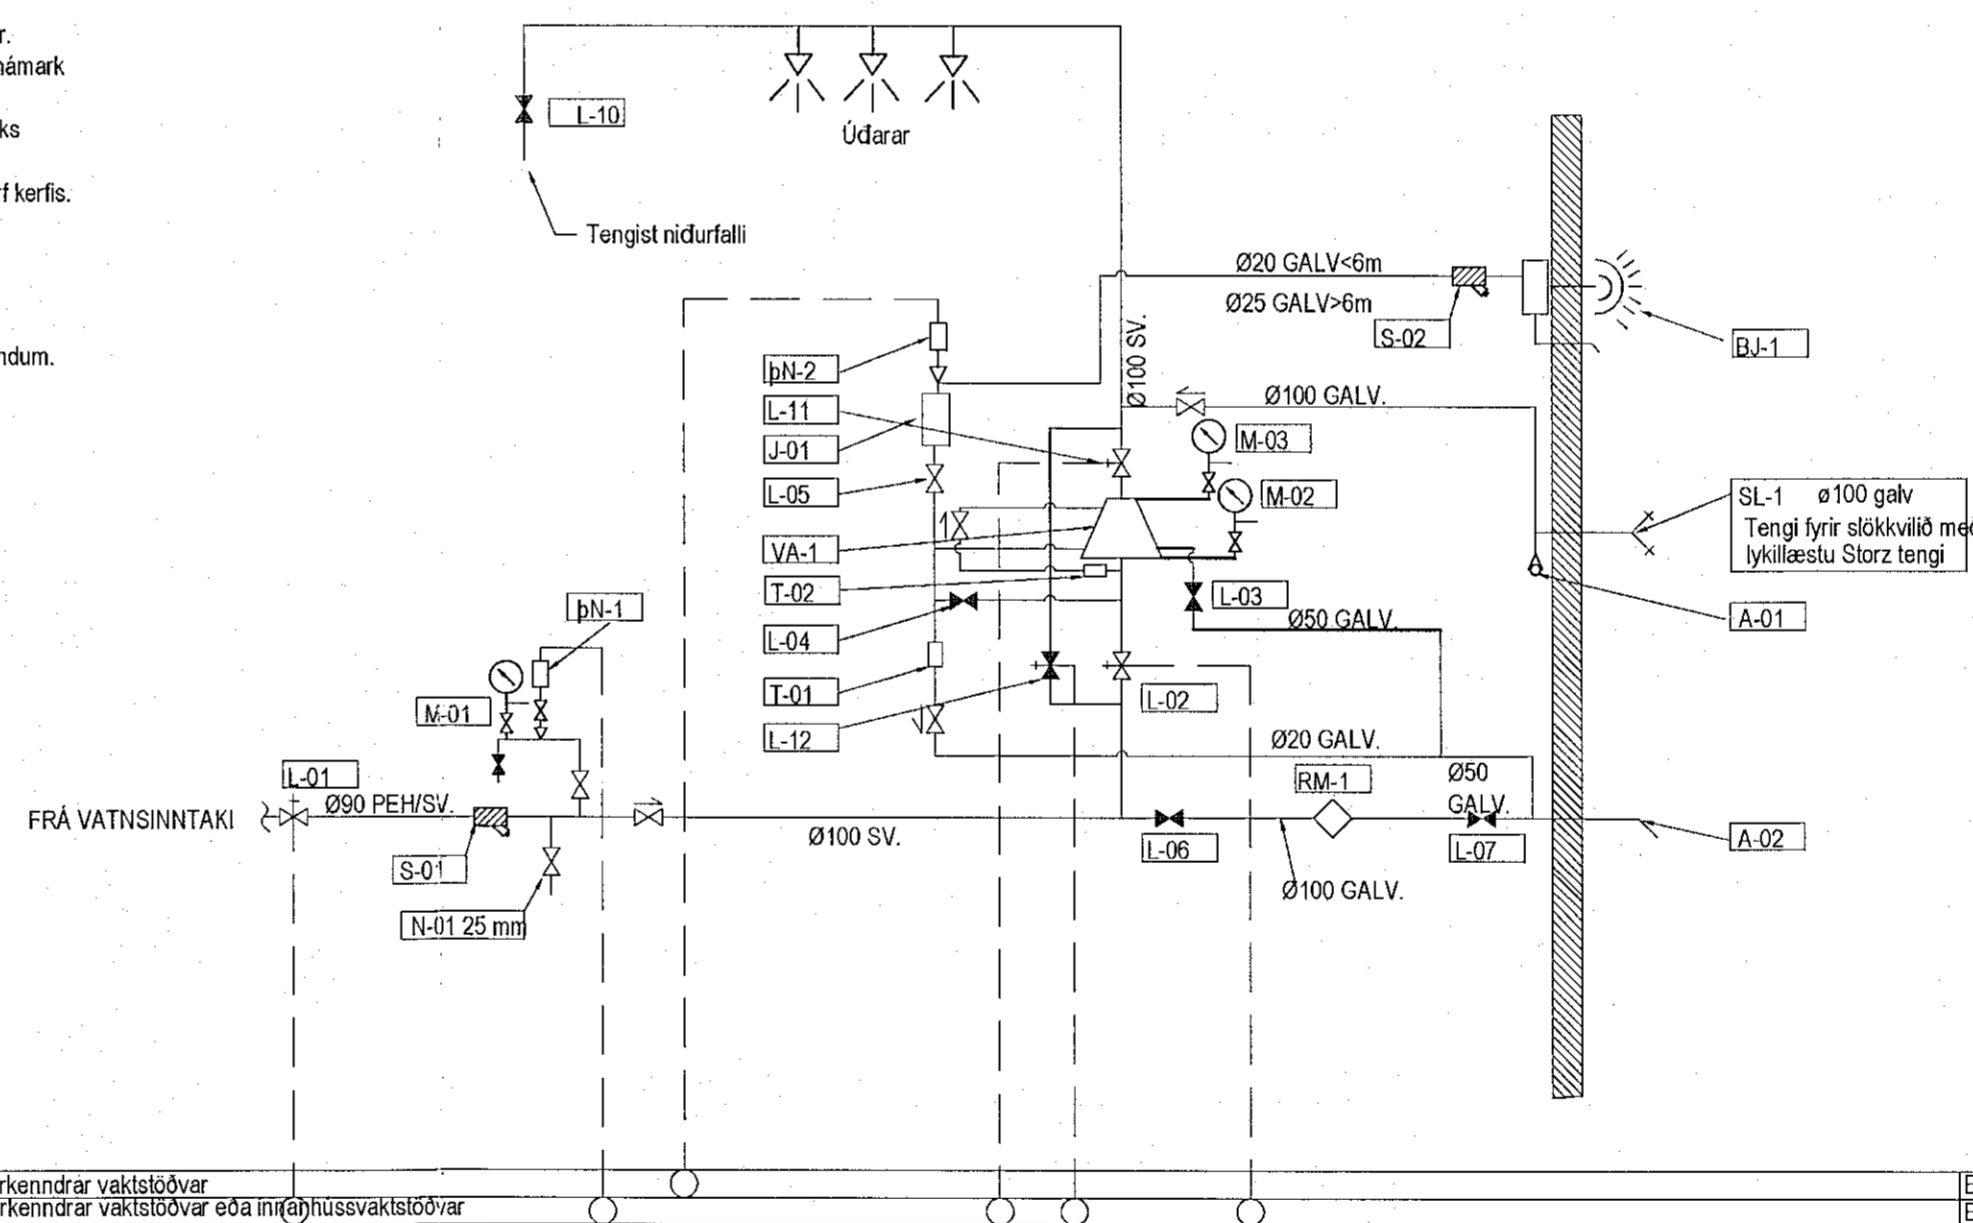 r.
námark
ks
rf kerfis.
ndum.
L-10
Úðarar
Tengist niðurfalli
Ø20 GALV<6m
Ø25 GALV>6m
S-02
BJ-1
Ø100 SV.
þN-2
L-11
J-01
L-05
VA-1
T-02
L-04
T-01
L-12
Ø100 GALV.
M-03
M-02
SL-1 ø100 galv
Tengi fyrir slökkvilið með
lykillæstu Storz tengi
A-01
L-03
Ø50 GALV.
þN-1
M-01
L-02
L-01
Ø20 GALV.
RM-1
Ø50
GALV.
FRÁ VATNSINNTAKI
Ø90 PEH/SV.
Ø100 SV.
S-01
N-01 25 mm
L-06
L-07
A-02
Ø100 GALV.
rkenndrar vaktstöðvar
rkenndrar vaktstöðvar eða innanhússvaktstöðvar